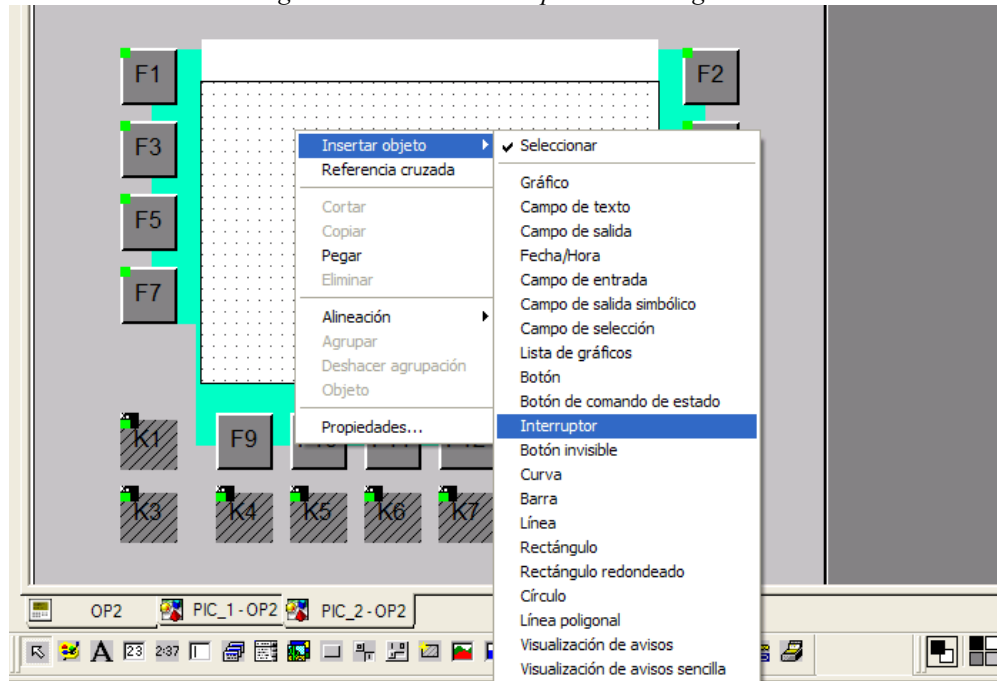 F1
F2
F3
F5
F7
Insertar objeto
Referencia cruzada
Cortar
Copiar
Pegar
Eliminar
Alineación
Agrupar
Deshacer agrupación
Objeto
Propiedades...
Seleccionar
Gráfico
Campo de texto
Campo de salida
Fecha/Hora
Campo de entrada
Campo de salida simbólico
Campo de selección
Lista de gráficos
Botón
Botón de comando de estado
Interruptor
Botón invisible
Curva
Barra
Línea
Rectángulo
Rectángulo redondeado
Círculo
Línea poligonal
Visualización de avisos
Visualización de avisos sencilla
K1
F9
K3
K4
K5
K6
K7
OP2
PIC_1 - OP2
PIC_2 - OP2
A
23
2:37